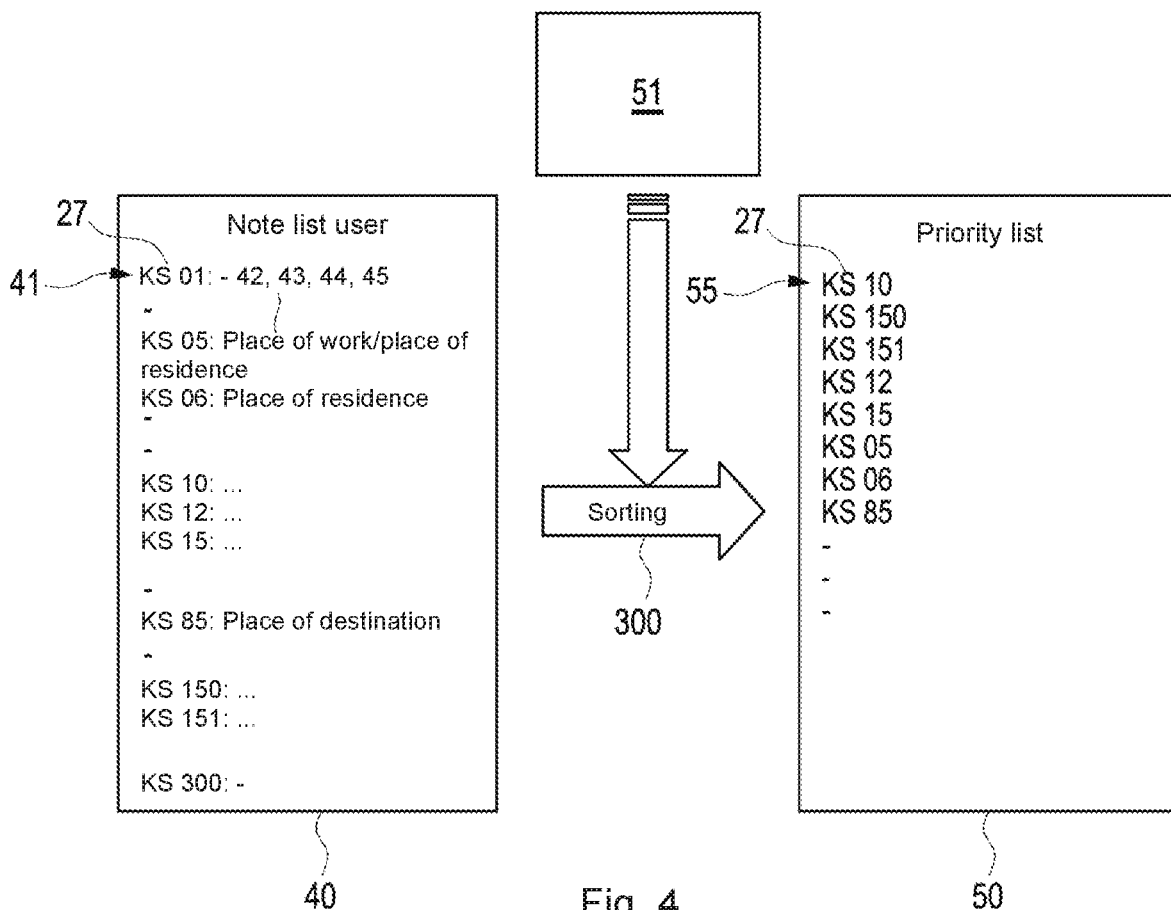 51
27
Note list user
41
KS 01: - 42, 43, 44, 45
-
KS 05: Place of work/place of
residence
KS 06: Place of residence
-
-
KS 10: ...
KS 12: ...
KS 15: ...
-
KS 85: Place of destination
-
KS 150: ...
KS 151: ...
KS 300: -
40
Sorting
300
27
Priority list
55
KS 10
KS 150
KS 151
KS 12
KS 15
KS 05
KS 06
KS 85
-
-
-
50
Fig. 4